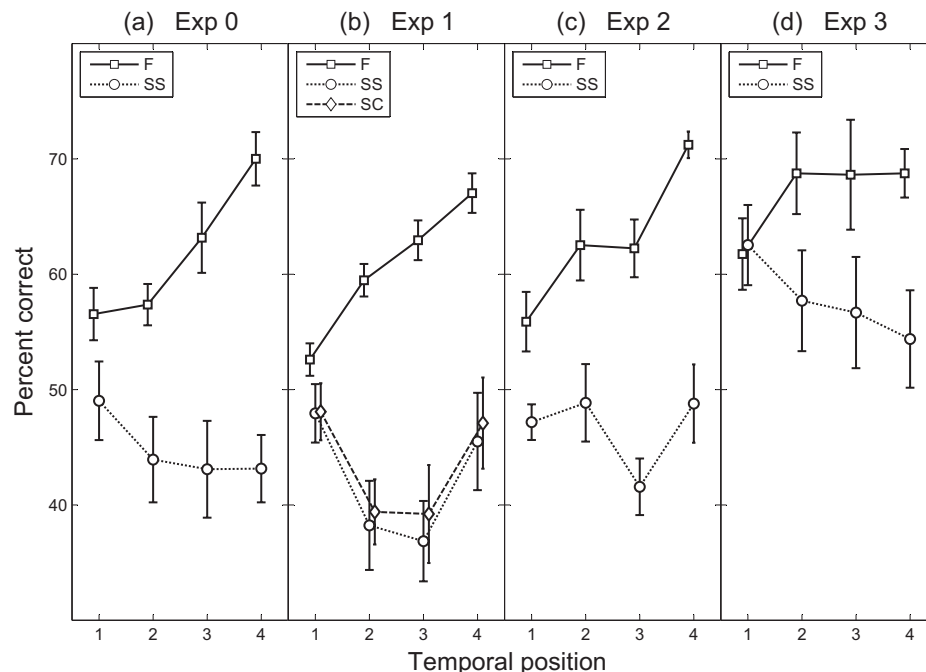 (a) Exp 0
(b) Exp 1
(c) Exp 2
(d) Exp 3
F
SS
F
SS
SC
F
SS
F
SS
70
60
50
40
Percent correct
1 2 3 4
1 2 3 4
1 2 3 4
1 2 3 4
Temporal position